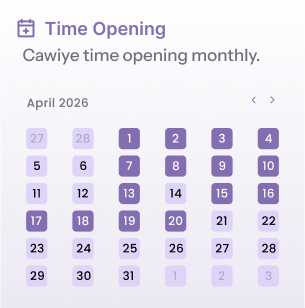 Time Opening
Cawiye time opening monthly.
April 2026
27 28 1 2 3 4
5 6 7 8 9 10
11 12 13 14 15 16
17 18 19 20 21 22
23 24 25 26 27 28
29 30 31 1 2 3